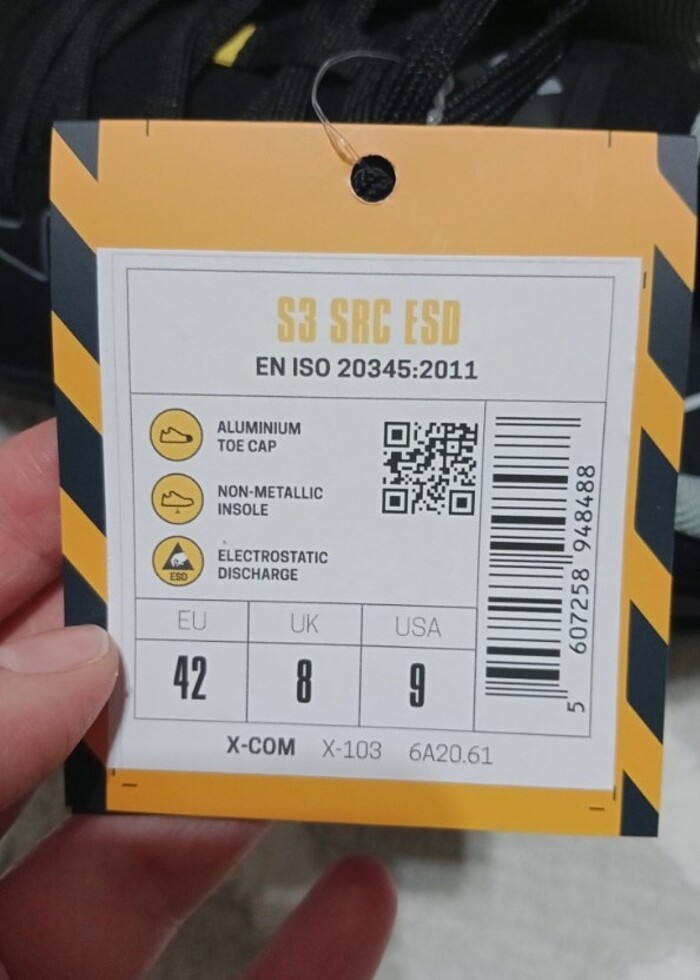 S3 SRC ESD
EN ISO 20345:2011
ALUMINIUM
TOE CAP
NON-METALLIC
INSOLE
ESD
ELECTROSTATIC
DISCHARGE
EU UK USA
42 8 9
5 607258 948488
X-COM X-103 6A20.61